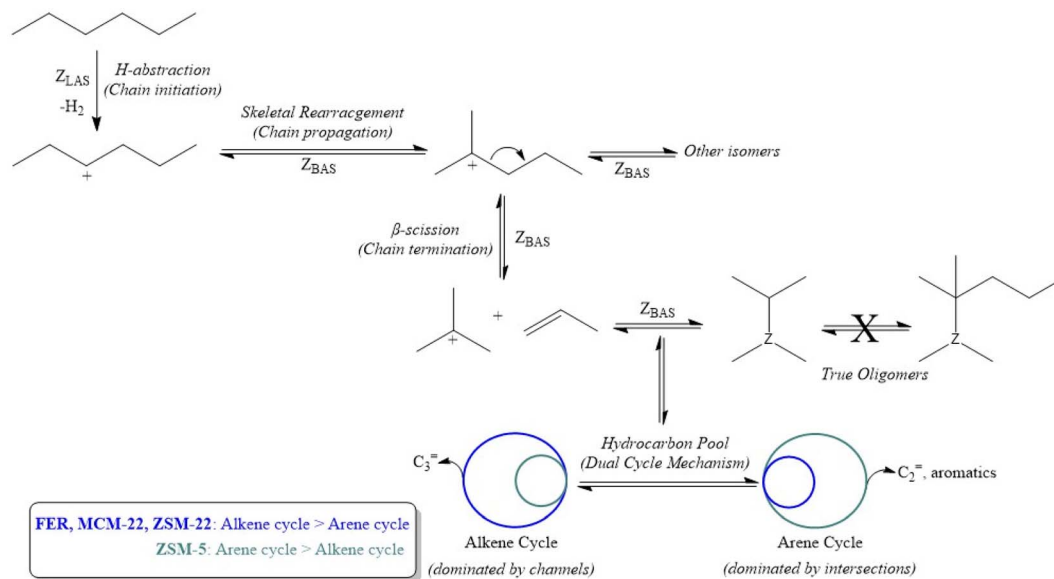 Z_LAS
-H₂
H-abstraction
(Chain initiation)
+
Skeletal Rearracgement
(Chain propagation)
Z_BAS
+
Z_BAS
Other isomers
β-scission
(Chain termination)
Z_BAS
+
+
Z_BAS
Z
X
Z
True Oligomers
Hydrocarbon Pool
(Dual Cycle Mechanism)
C₃⁼
C₂⁼, aromatics
Alkene Cycle
(dominated by channels)
Arene Cycle
(dominated by intersections)
FER, MCM-22, ZSM-22: Alkene cycle > Arene cycle
ZSM-5: Arene cycle > Alkene cycle